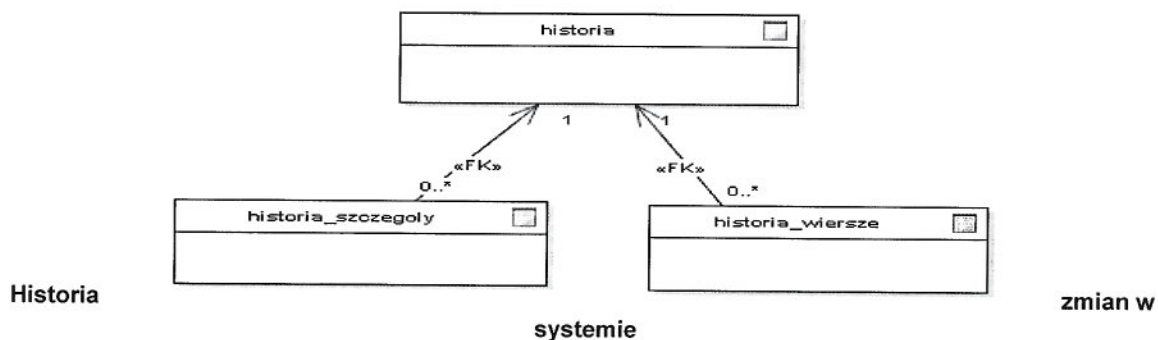 historia
1
1
«FK»
«FK»
0..*
0..*
historia_szczegoly
historia_wiersze
Historia
zmian w
systemie